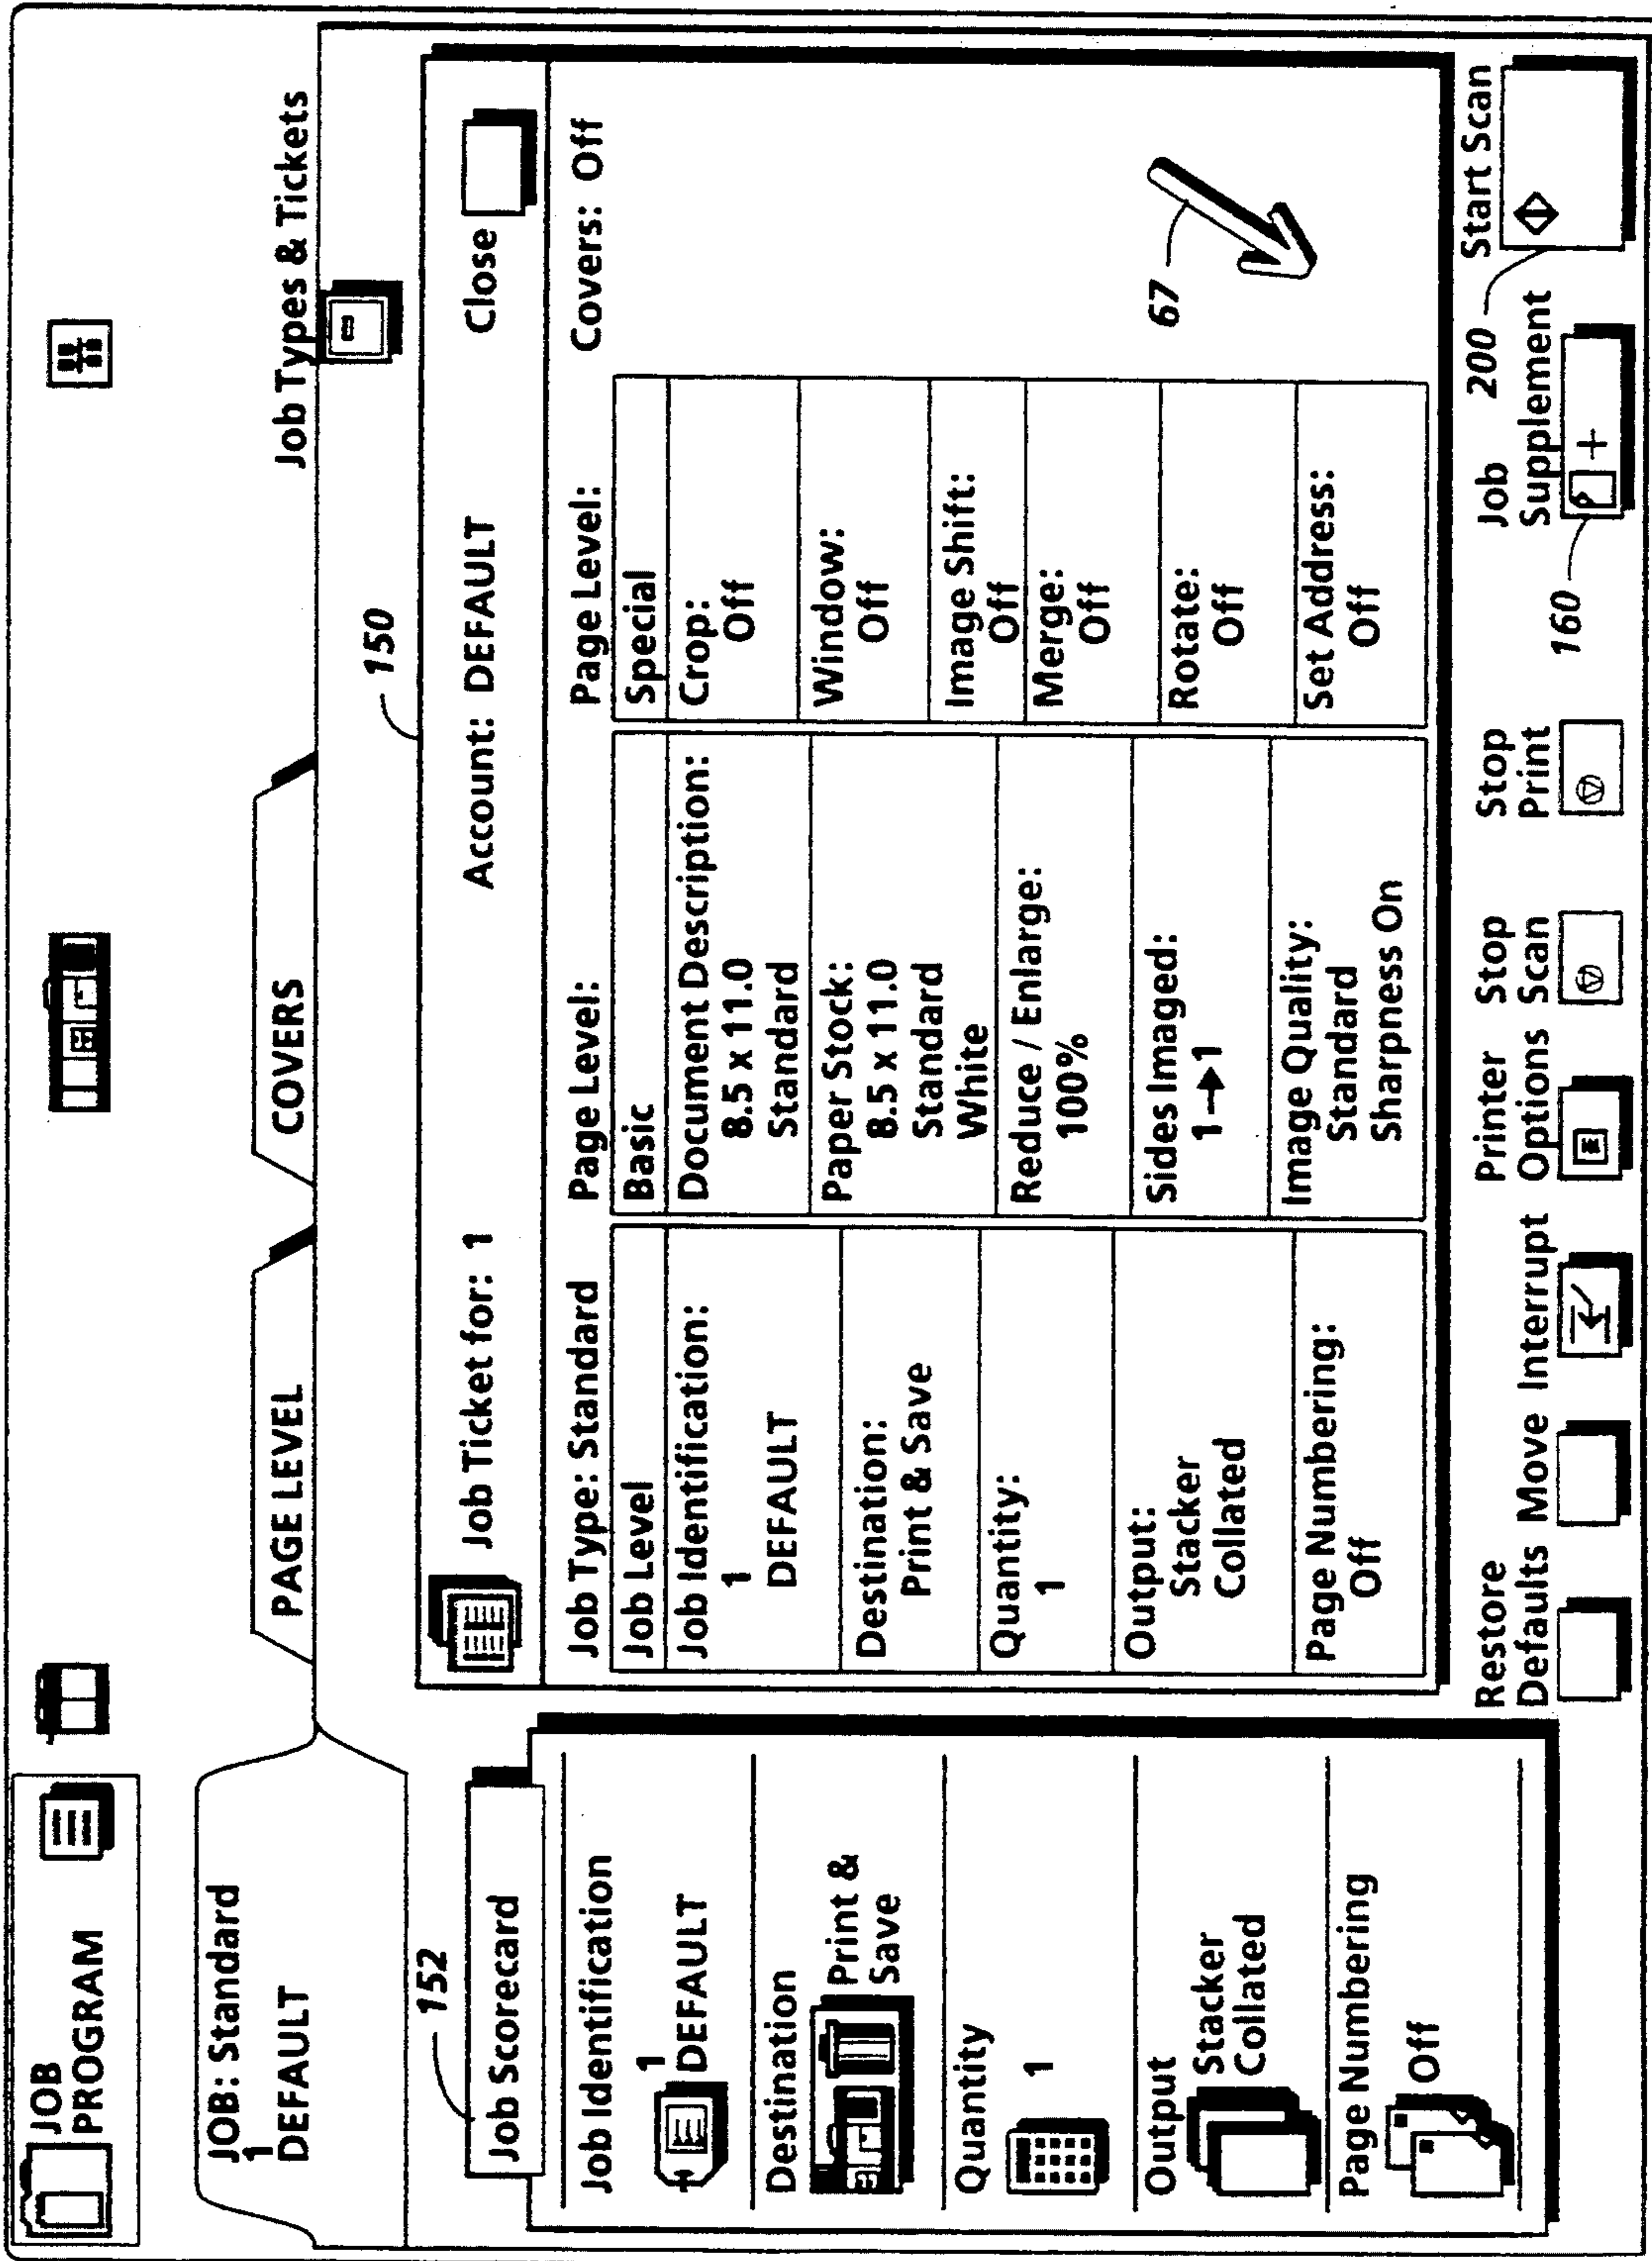 JOB
PROGRAM
JOB: Standard
1
DEFAULT
PAGE LEVEL
COVERS
Job Types & Tickets
152
Job Scorecard
Job Identification
1
DEFAULT
Destination
Print &
Save
Quantity
1
Output
Stacker
Collated
Page Numbering
Off
150
Job Ticket for: 1
Account: DEFAULT
Close
Job Type: Standard
Job Level
Job Identification:
1
DEFAULT
Destination:
Print & Save
Quantity:
1
Output:
Stacker
Collated
Page Numbering:
Off
Page Level:
Basic
Document Description:
8.5 x 11.0
Standard
Paper Stock:
8.5 x 11.0
Standard
White
Reduce / Enlarge:
100%
Sides Imaged:
1→1
Image Quality:
Standard
Sharpness On
Page Level:
Special
Crop:
Off
Window:
Off
Image Shift:
Off
Merge:
Off
Rotate:
Off
Set Address:
Off
Covers: Off
67
Restore
Defaults
Move
Interrupt
Printer
Options
Stop
Scan
Stop
Print
160
Job
Supplement
200
Start Scan